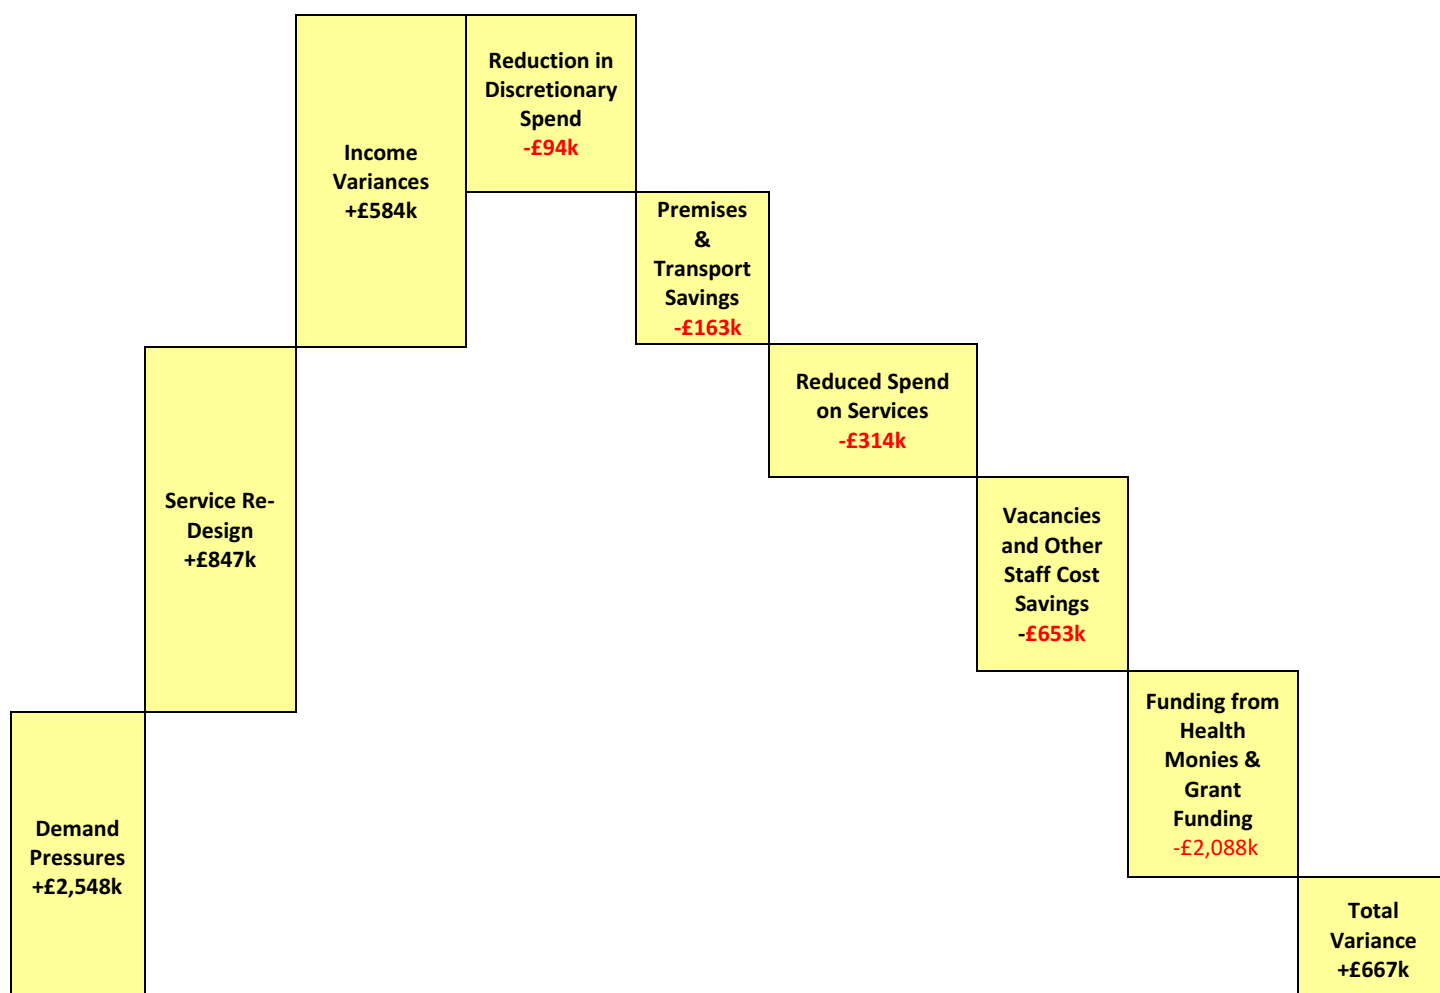 Demand
Pressures
+£2,548k
Service Re-
Design
+£847k
Income
Variances
+£584k
Reduction in
Discretionary
Spend
-£94k
Premises
&
Transport
Savings
-£163k
Reduced Spend
on Services
-£314k
Vacancies
and Other
Staff Cost
Savings
-£653k
Funding from
Health
Monies &
Grant
Funding
-£2,088k
Total
Variance
+£667k